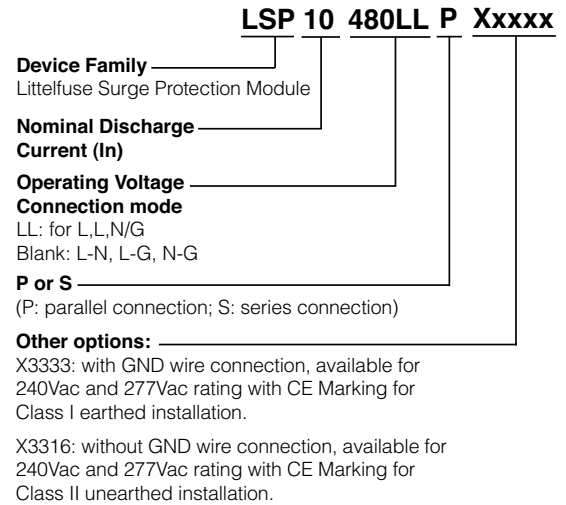 LSP 10 480LL P Xxxxx
Device Family
Littelfuse Surge Protection Module
Nominal Discharge
Current (In)
Operating Voltage
Connection mode
LL: for L,L,N/G
Blank: L-N, L-G, N-G
P or S
(P: parallel connection; S: series connection)
Other options:
X3333: with GND wire connection, available for
240Vac and 277Vac rating with CE Marking for
Class I earthed installation.
X3316: without GND wire connection, available for
240Vac and 277Vac rating with CE Marking for
Class II unearthed installation.